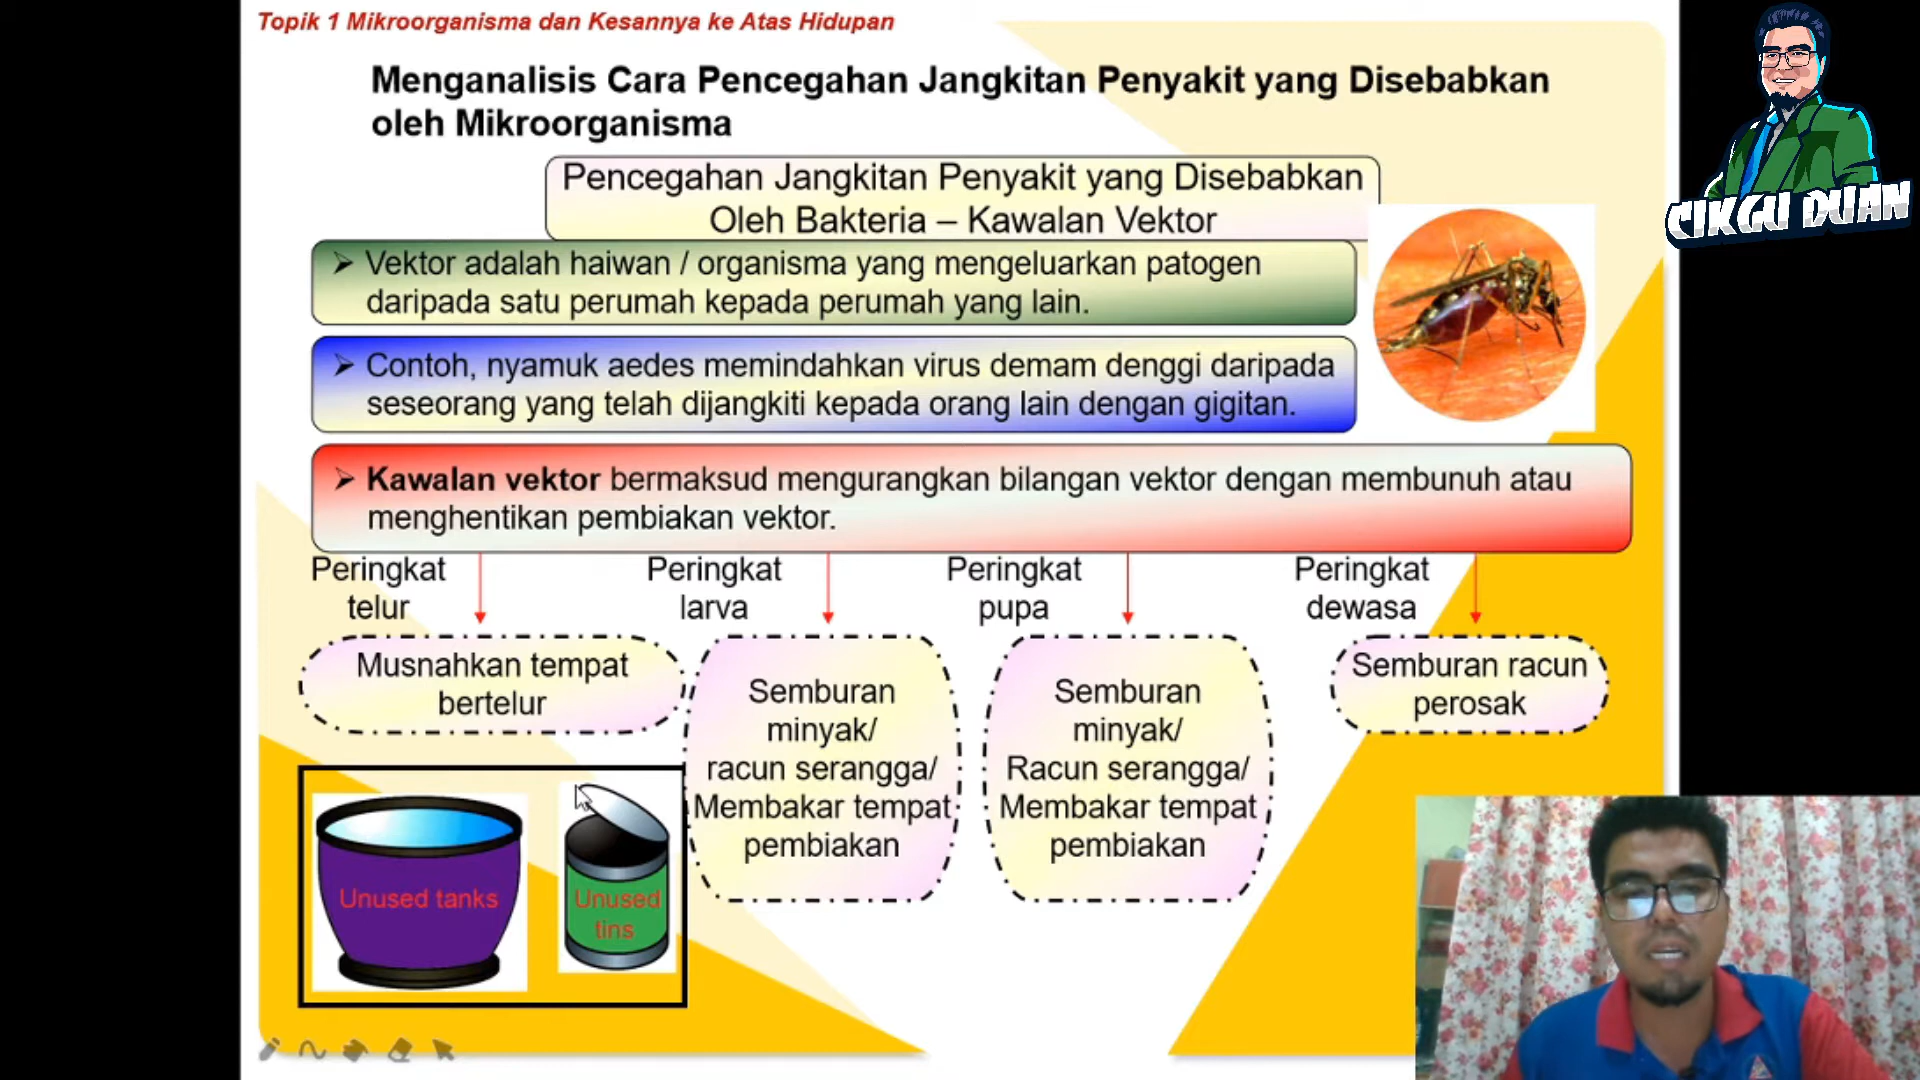 Topik 1 Mikroorganisma dan Kesannya ke Atas Hidupan
Menganalisis Cara Pencegahan Jangkitan Penyakit yang Disebabkan
oleh Mikroorganisma
Pencegahan Jangkitan Penyakit yang Disebabkan
Oleh Bakteria – Kawalan Vektor
CIKGU DUAN
➢ Vektor adalah haiwan / organisma yang mengeluarkan patogen
daripada satu perumah kepada perumah yang lain.
➢ Contoh, nyamuk aedes memindahkan virus demam denggi daripada
seseorang yang telah dijangkiti kepada orang lain dengan gigitan.
➢ Kawalan vektor bermaksud mengurangkan bilangan vektor dengan membunuh atau
menghentikan pembiakan vektor.
Peringkat
telur
Musnahkan tempat
bertelur
Unused tanks
Unused
tins
Peringkat
larva
Semburan
minyak/
racun serangga/
Membakar tempat
pembiakan
Peringkat
pupa
Semburan
minyak/
Racun serangga/
Membakar tempat
pembiakan
Peringkat
dewasa
Semburan racun
perosak